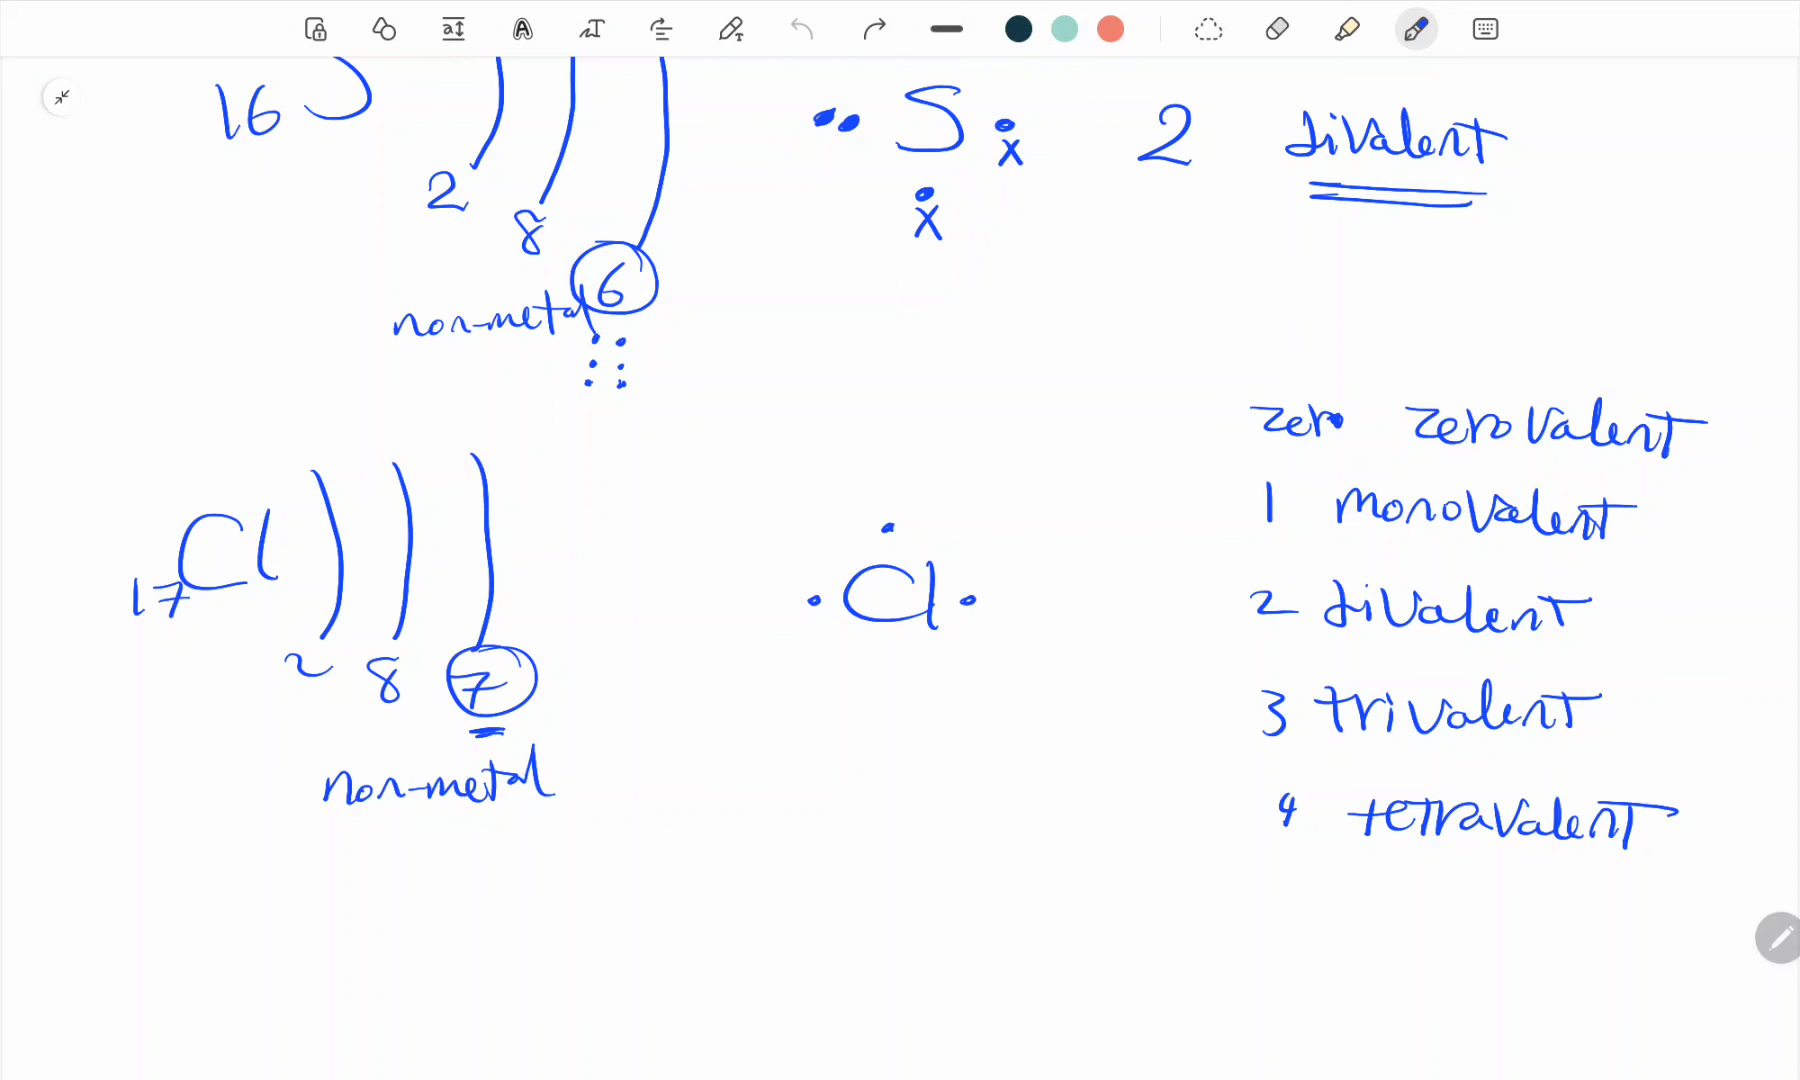 16 S 2 8 6
non-metal
S x x 2 divalent
zero zerovalent
1 monovalent
2 divalent
3 trivalent
4 tetravalent
17 Cl 2 8 7
non-metal
Cl